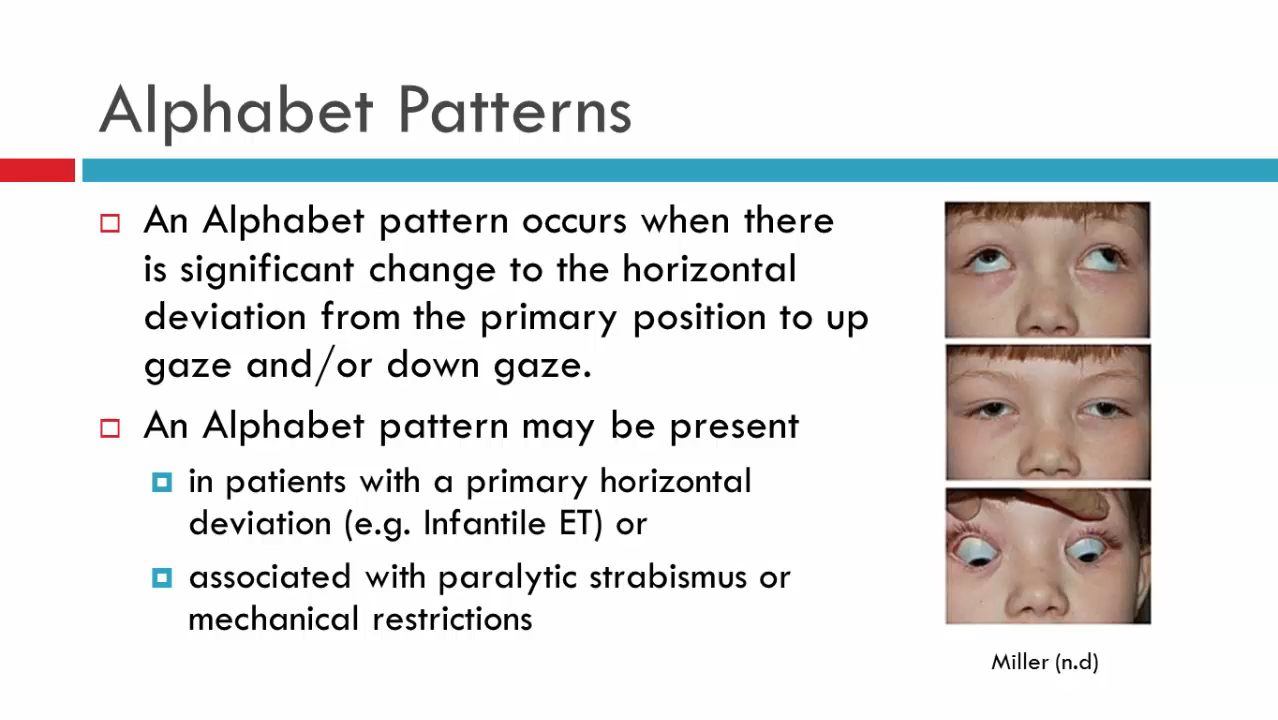 Alphabet Patterns
An Alphabet pattern occurs when there
is significant change to the horizontal
deviation from the primary position to up
gaze and/or down gaze.
An Alphabet pattern may be present
in patients with a primary horizontal
deviation (e.g. Infantile ET) or
associated with paralytic strabismus or
mechanical restrictions
Miller (n.d)